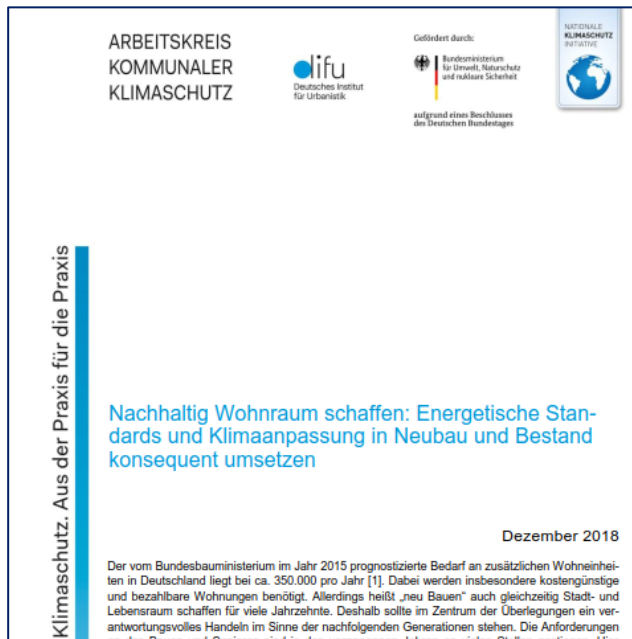 ARBEITSKREIS
KOMMUNALER
KLIMASCHUTZ
difu
Deutsches Institut
für Urbanistik
Gefördert durch:
Bundesministerium
für Umwelt, Naturschutz
und nukleare Sicherheit
aufgrund eines Beschlusses
des Deutschen Bundestages
NATIONALE
KLIMASCHUTZ
INITIATIVE
Klimaschutz. Aus der Praxis für die Praxis
Nachhaltig Wohnraum schaffen: Energetische Stan-
dards und Klimaanpassung in Neubau und Bestand
konsequent umsetzen
Dezember 2018
Der vom Bundesbauministerium im Jahr 2015 prognostizierte Bedarf an zusätzlichen Wohneinhei-
ten in Deutschland liegt bei ca. 350.000 pro Jahr [1]. Dabei werden insbesondere kostengünstige
und bezahlbare Wohnungen benötigt. Allerdings heißt „neu Bauen“ auch gleichzeitig Stadt- und
Lebensraum schaffen für viele Jahrzehnte. Deshalb sollte im Zentrum der Überlegungen ein ver-
antwortungsvolles Handeln im Sinne der nachfolgenden Generationen stehen. Die Anforderungen